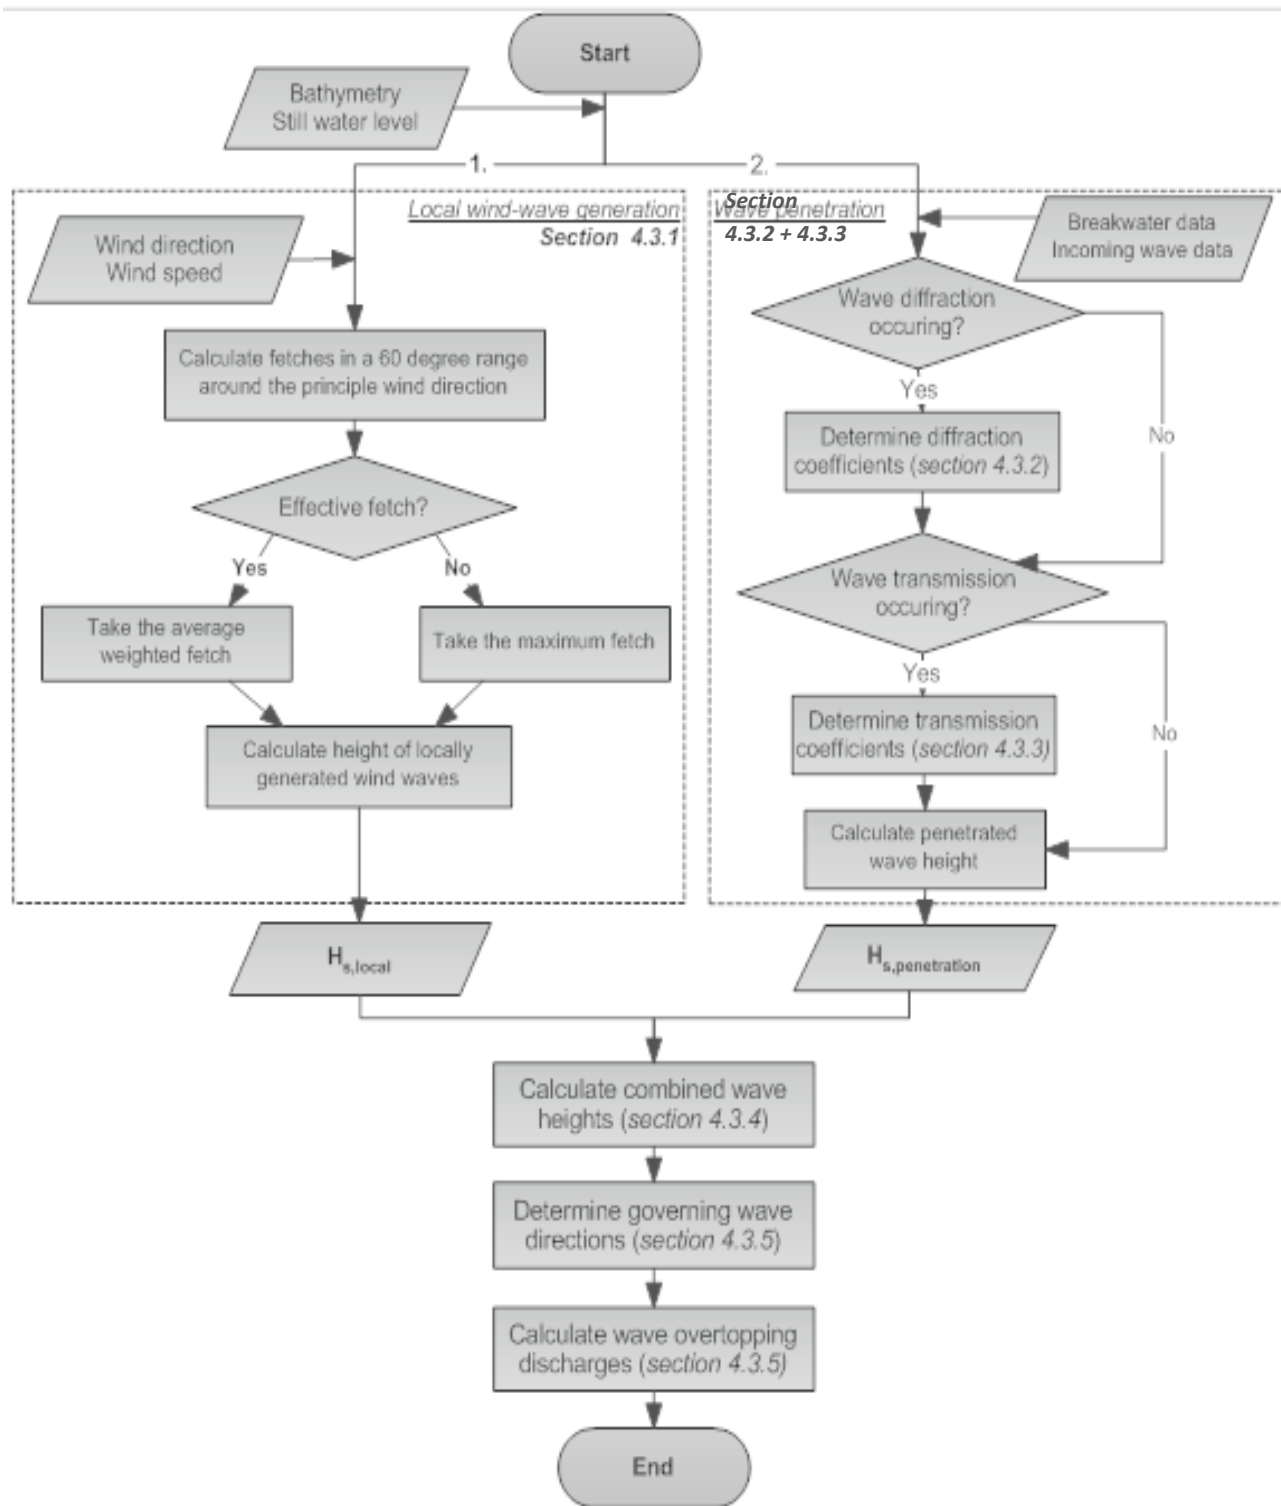 Start
Bathymetry
Still water level
1.
2.
Local wind-wave generation
Section 4.3.1
Wind direction
Wind speed
Calculate fetches in a 60 degree range
around the principle wind direction
Effective fetch?
Yes
No
Take the average
weighted fetch
Take the maximum fetch
Calculate height of locally
generated wind waves
H_s,local
Section
Wave penetration
4.3.2 + 4.3.3
Breakwater data
Incoming wave data
Wave diffraction
occuring?
Yes
No
Determine diffraction
coefficients (section 4.3.2)
Wave transmission
occuring?
Yes
No
Determine transmission
coefficients (section 4.3.3)
Calculate penetrated
wave height
H_s,penetration
Calculate combined wave
heights (section 4.3.4)
Determine governing wave
directions (section 4.3.5)
Calculate wave overtopping
discharges (section 4.3.5)
End